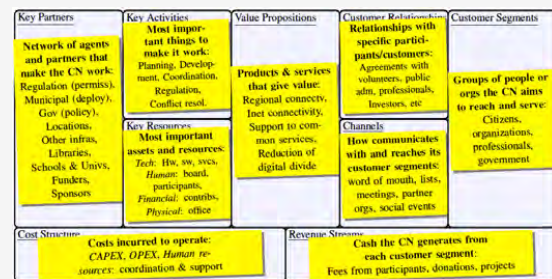 Key Partners
Network of agents
and partners that
make the CN work:
Regulation (permiss),
Municipal (deploy),
Gov (policy),
Locations,
Other infras,
Libraries,
Schools & Univs,
Funders,
Sponsors
Key Activities
Most impor-
tant things to
make it work:
Planning, Develop-
ment, Coordination,
Regulation,
Conflict resol.
Key Resources
Most important
assets and resources:
Tech: Hw, sw, svcs,
Human: board,
participants,
Financial: contribs,
Physical: office
Value Propositions
Products & services
that give value:
Regional connectv,
Inet connectivity,
Support to com-
mon services,
Reduction of
digital divide
Customer Relationships
Relationships with
specific partici-
pants/customers:
Agreements with
volunteers, public
adm, professionals,
Investors, etc
Channels
How communicates
with and reaches its
customer segments:
word of mouth, lists,
meetings, partner
orgs, social events
Customer Segments
Groups of people or
orgs the CN aims
to reach and serve:
Citizens,
organizations,
professionals,
government
Cost Structure
Costs incurred to operate:
CAPEX, OPEX, Human re-
sources: coordination & support
Revenue Streams
Cash the CN generates from
each customer segment:
Fees from participants, donations, projects